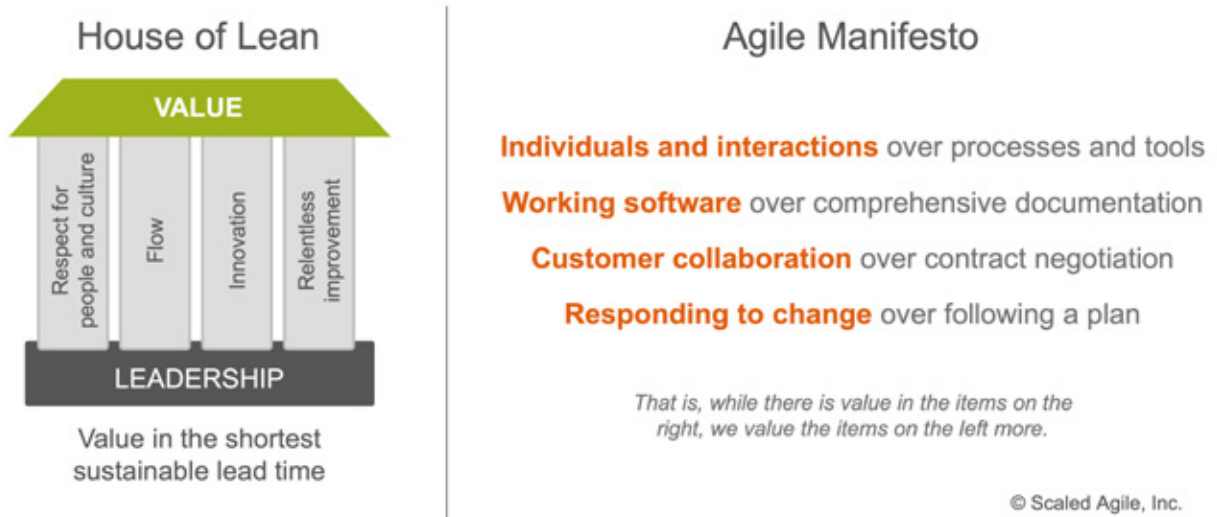 House of Lean
VALUE
Respect for
people and culture
Flow
Innovation
Relentless
improvement
LEADERSHIP
Value in the shortest
sustainable lead time
Agile Manifesto
Individuals and interactions over processes and tools
Working software over comprehensive documentation
Customer collaboration over contract negotiation
Responding to change over following a plan
That is, while there is value in the items on the
right, we value the items on the left more.
© Scaled Agile, Inc.